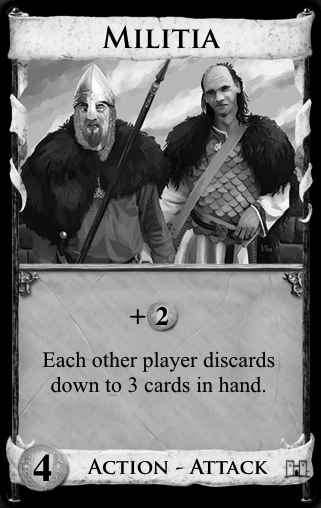 MILITIA
+2
Each other player discards
down to 3 cards in hand.
4 ACTION - ATTACK